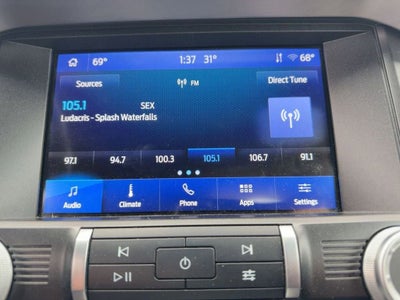 69° 1:37 31° 68°
Sources FM Direct Tune
105.1 SEX
Ludacris - Splash Waterfalls
97.1 94.7 100.3 105.1 106.7 91.1
Audio Climate Phone Apps Settings